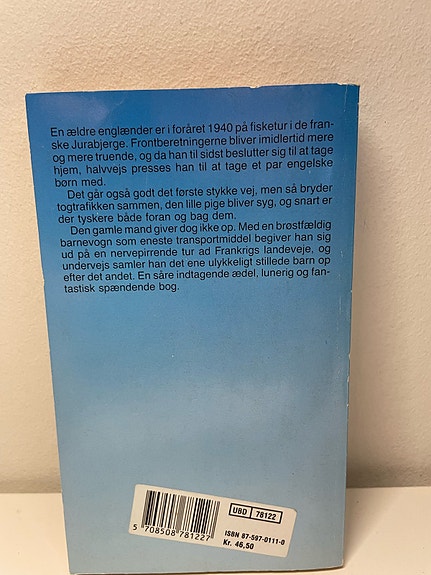 En ældre englænder er i foråret 1940 på fisketur i de fran-
ske Jurabjerge. Frontberetningerne bliver imidlertid mere
og mere truende, og da han til sidst beslutter sig til at tage
hjem, halvvejs presses han til at tage et par engelske
børn med.
Det går også godt det første stykke vej, men så bryder
togtrafikken sammen, den lille pige bliver syg, og snart er
der tyskere både foran og bag dem.
Den gamle mand giver dog ikke op. Med en brøstfældig
barnevogn som eneste transportmiddel begiver han sig
ud på en nervepirrende tur ad Frankrigs landeveje, og
undervejs samler han det ene ulykkeligt stillede barn op
efter det andet. En såre indtagende ædel, lunerig og fan-
tastisk spændende bog.
UBD 78122
5 708508 781227
ISBN 87-597-0111-0
Kr. 46,50